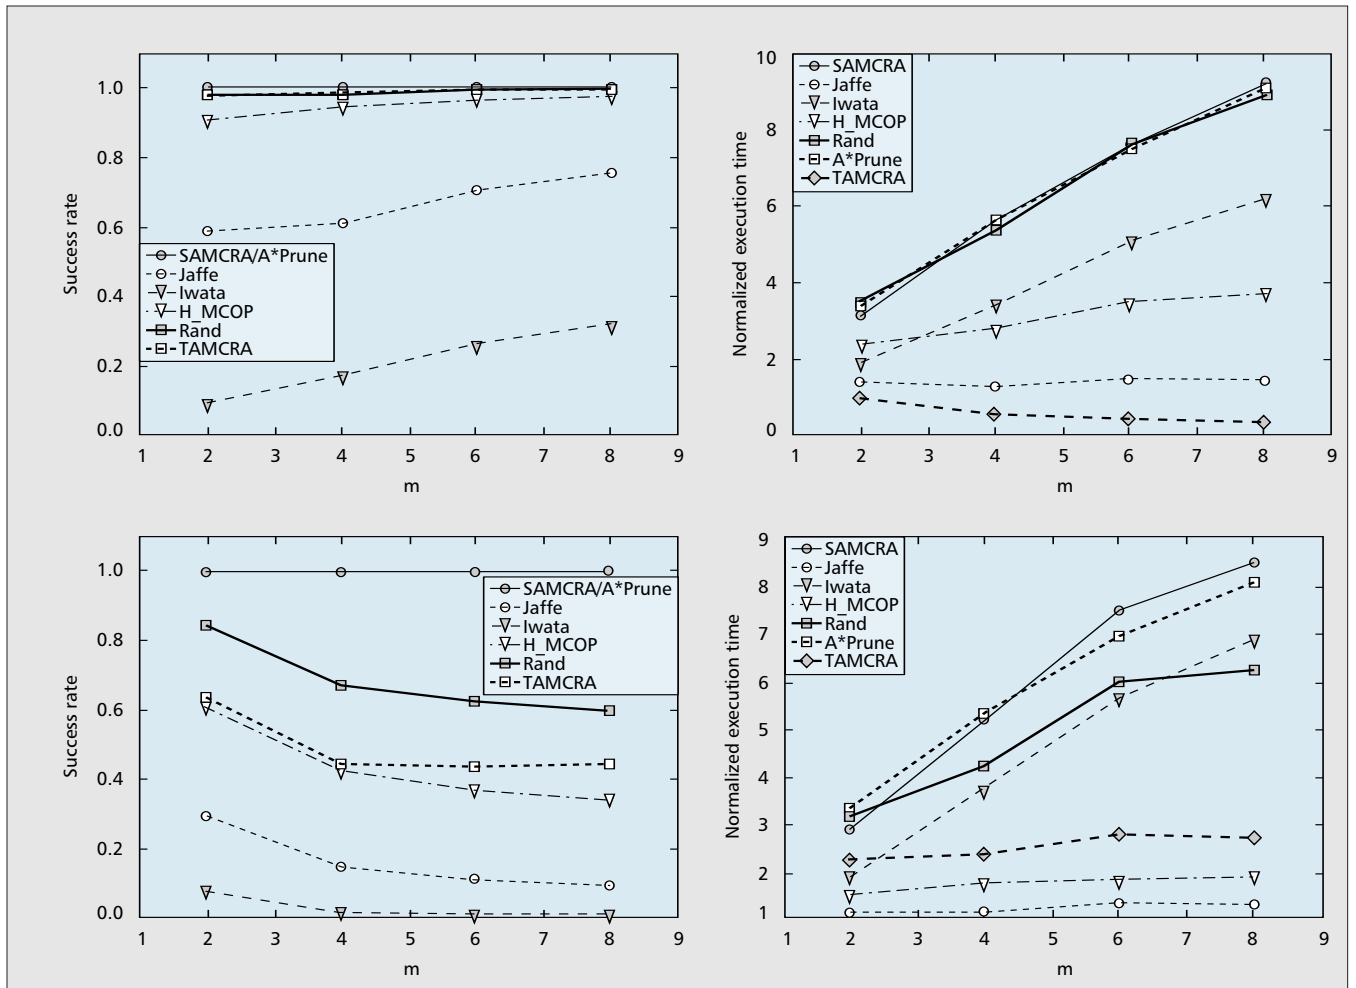 Success rate
1.0
0.8
0.6
0.4
0.2
0.0
SAMCRA/A*Prune
Jaffe
Iwata
H_MCOP
Rand
TAMCRA
1 2 3 4 5 6 7 8 9
m
Normalized execution time
10
8
6
4
2
0
SAMCRA
Jaffe
Iwata
H_MCOP
Rand
A*Prune
TAMCRA
1 2 3 4 5 6 7 8 9
m
Success rate
1.0
0.8
0.6
0.4
0.2
0.0
SAMCRA/A*Prune
Jaffe
Iwata
H_MCOP
Rand
TAMCRA
1 2 3 4 5 6 7 8 9
m
Normalized execution time
9
8
7
6
5
4
3
2
1
SAMCRA
Jaffe
Iwata
H_MCOP
Rand
A*Prune
TAMCRA
1 2 3 4 5 6 7 8 9
m